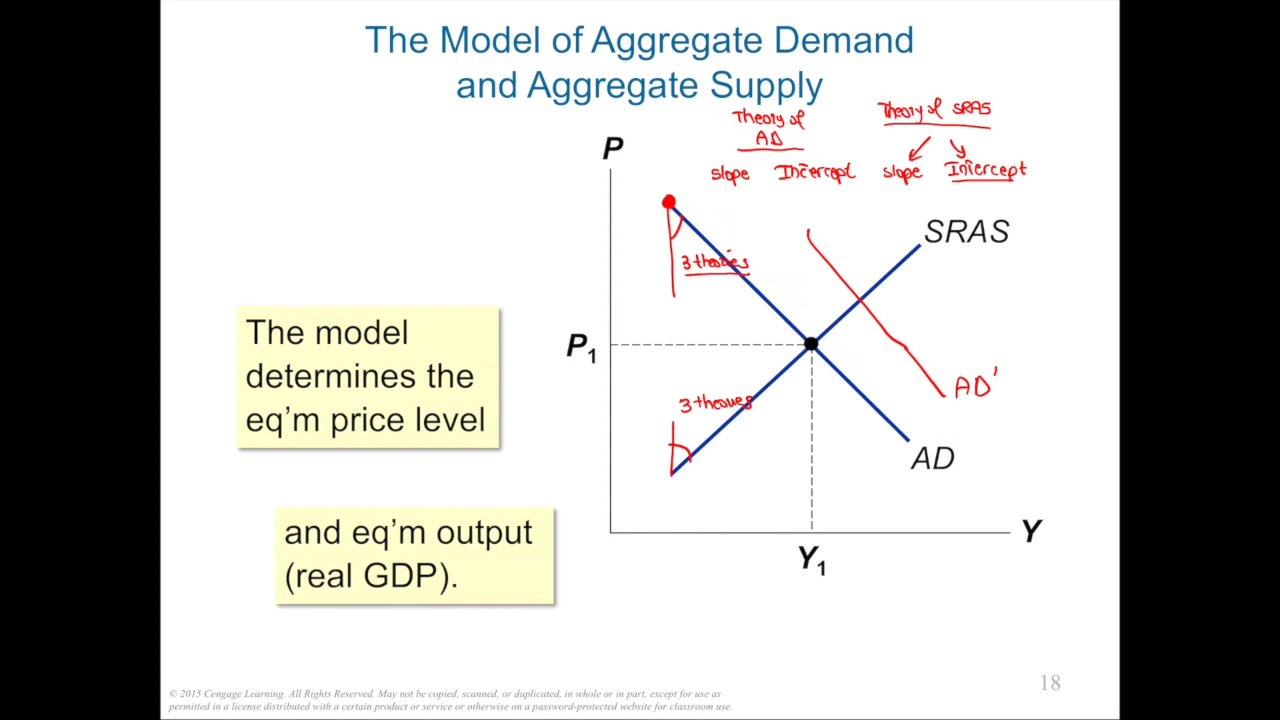 The Model of Aggregate Demand
and Aggregate Supply
Theory of
AD
slope Intercept
Theory of SRAS
slope Intercept
P
SRAS
3 theories
The model
determines the
eq’m price level
P1
AD'
3 theories
AD
and eq’m output
(real GDP).
Y
Y1
18
© 2015 Cengage Learning. All Rights Reserved. May not be copied, scanned, or duplicated, in whole or in part, except for use as
permitted in a license distributed with a certain product or service or otherwise on a password-protected website for classroom use.